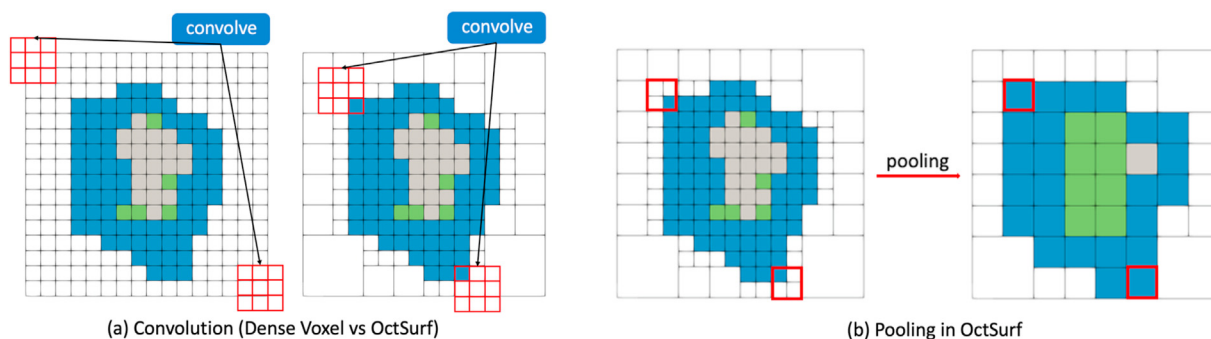 convolve
convolve
pooling
(a) Convolution (Dense Voxel vs OctSurf)
(b) Pooling in OctSurf